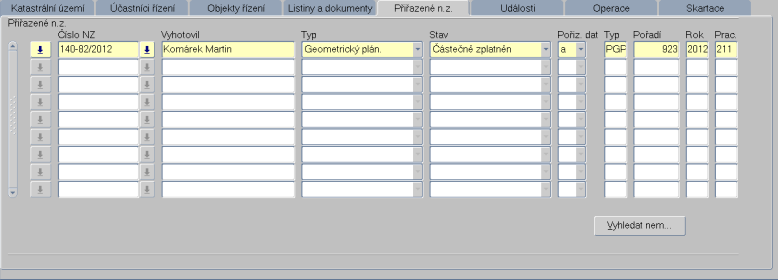 Katastrální území Účastníci řízení Objekty řízení Listiny a dokumenty Přiřazené n.z. Události Operace Skartace
Přiřazené n.z.
Číslo NZ Vyhotovil Typ Stav Poříz. dat Typ Pořadí Rok Prac.
140-82/2012 Komárek Martin Geometrický plán. Částečně zplatněn a PGP 923 2012 211
Vyhledat nem...